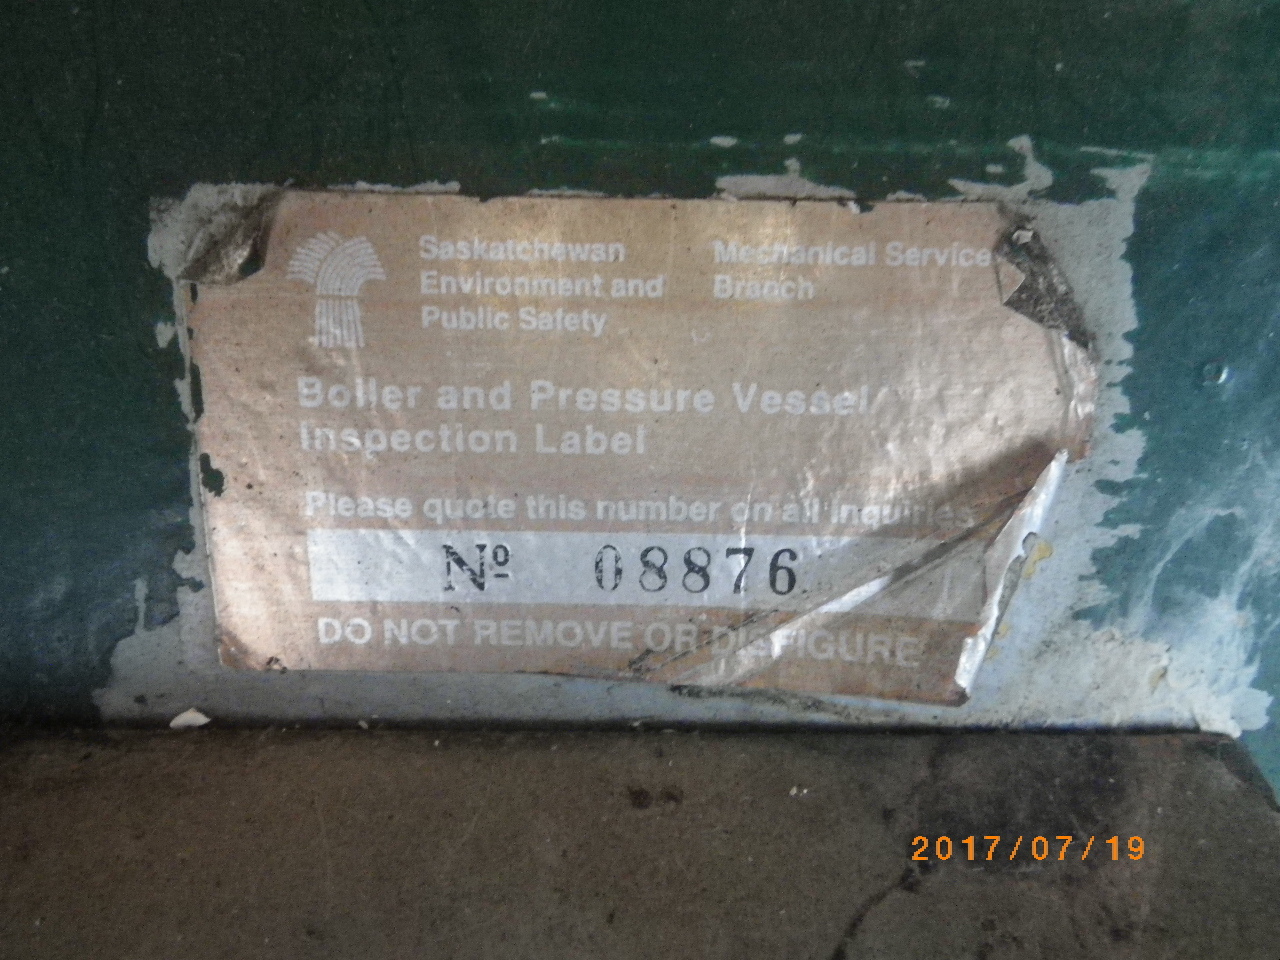 Saskatchewan
Environment and
Public Safety
Mechanical Service
Branch
Boiler and Pressure Vessel
Inspection Label
Please quote this number on all inquiries
Nº 08876
DO NOT REMOVE OR DISFIGURE
2017/07/19